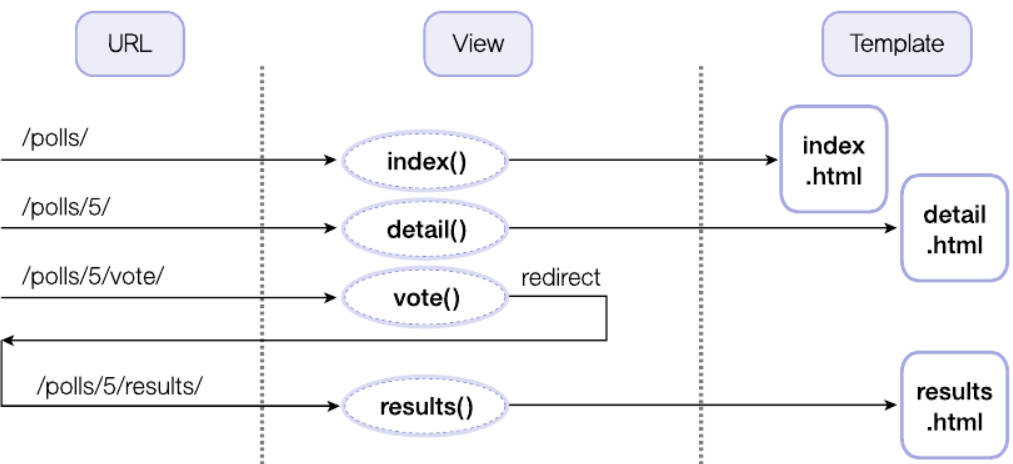 URL
View
Template
/polls/
index()
index
.html
/polls/5/
detail()
detail
.html
/polls/5/vote/
vote()
redirect
/polls/5/results/
results()
results
.html